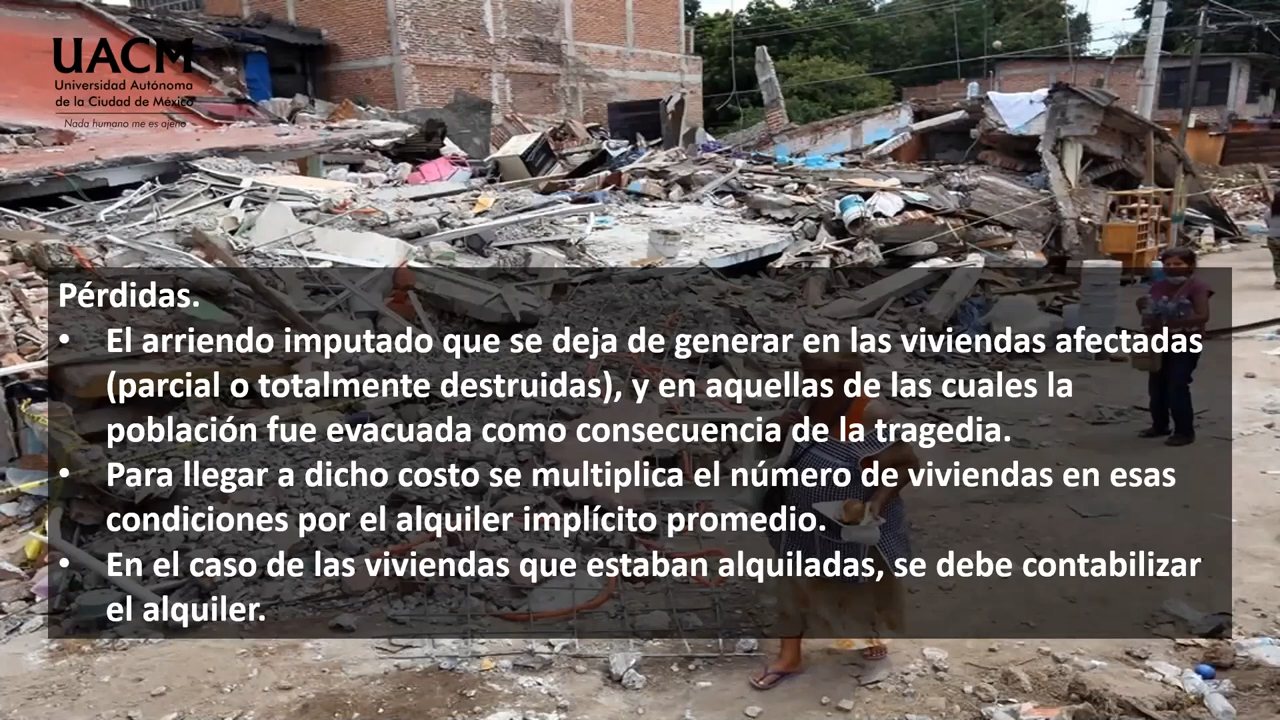 UACM
Universidad Autónoma
de la Ciudad de México
Nada humano me es ajeno
Pérdidas.
• El arriendo imputado que se deja de generar en las viviendas afectadas
(parcial o totalmente destruidas), y en aquellas de las cuales la
población fue evacuada como consecuencia de la tragedia.
• Para llegar a dicho costo se multiplica el número de viviendas en esas
condiciones por el alquiler implícito promedio.
• En el caso de las viviendas que estaban alquiladas, se debe contabilizar
el alquiler.